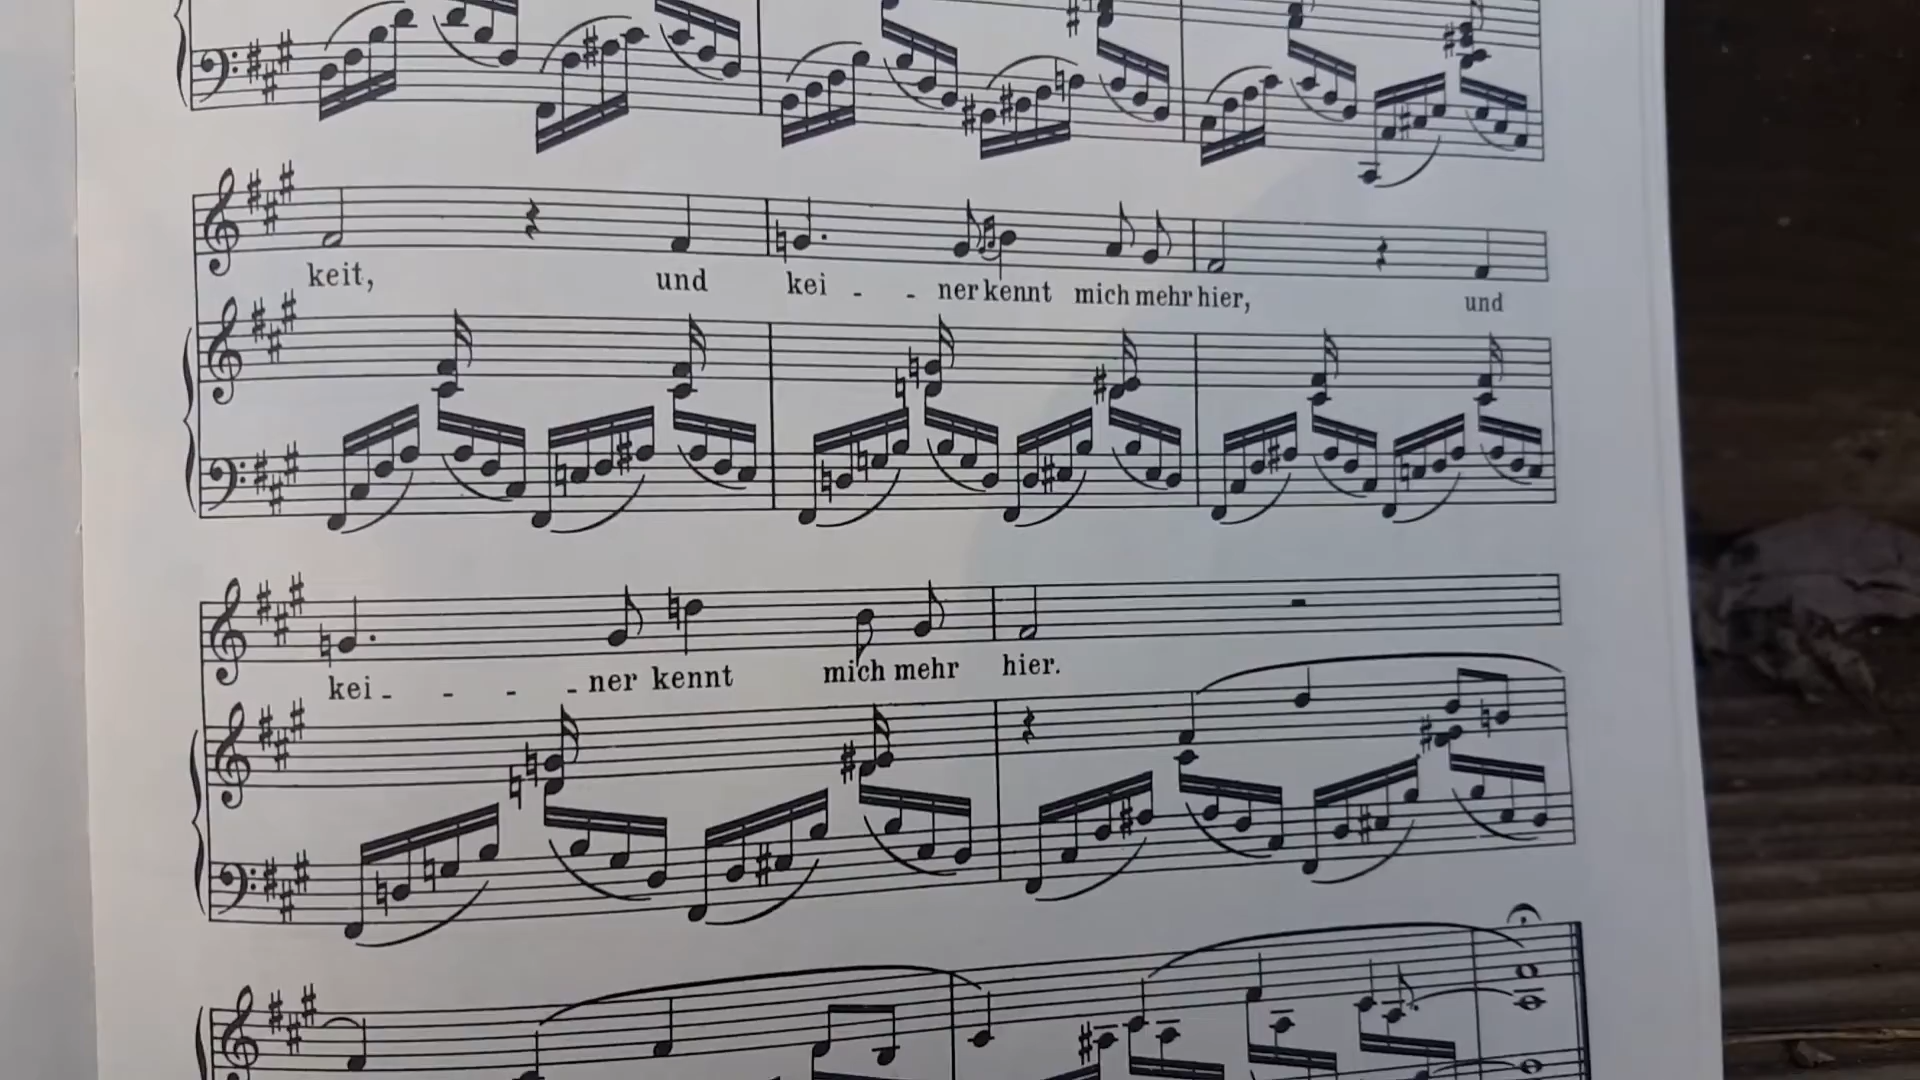 keit, und kei - - ner kennt mich mehr hier, und
kei - - - - ner kennt mich mehr hier.